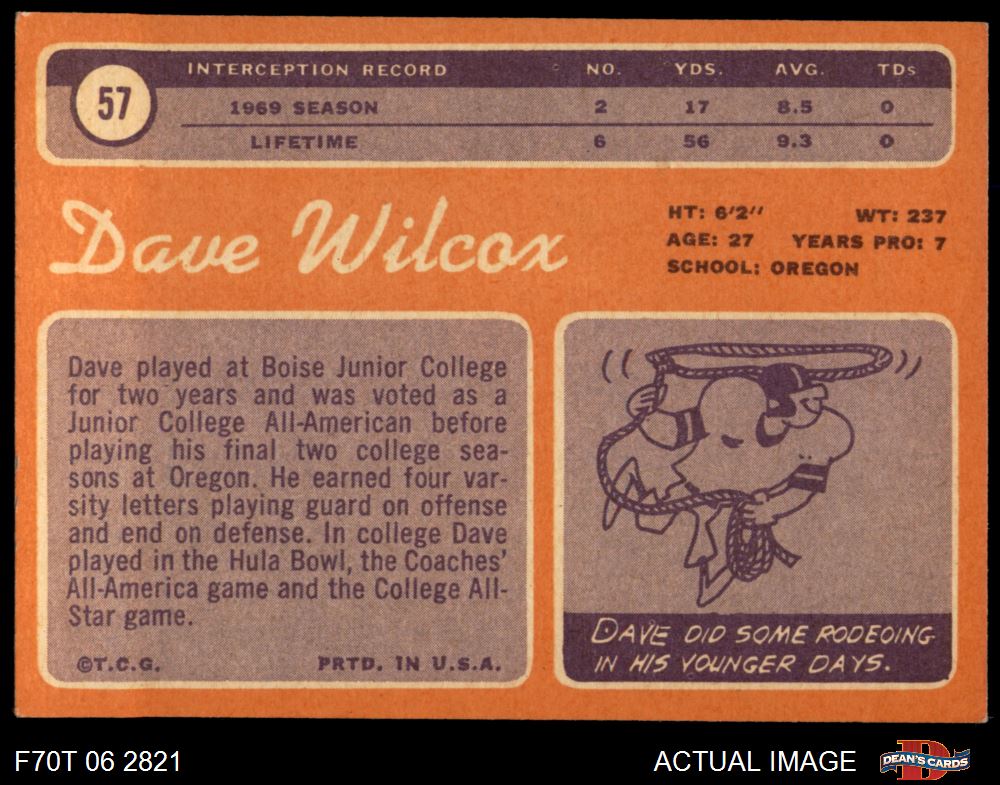 57
INTERCEPTION RECORD NO. YDS. AVG. TDs
1969 SEASON 2 17 8.5 0
LIFETIME 6 56 9.3 0
Dave Wilcox
HT: 6'2'' WT: 237
AGE: 27 YEARS PRO: 7
SCHOOL: OREGON
Dave played at Boise Junior College
for two years and was voted as a
Junior College All-American before
playing his final two college sea-
sons at Oregon. He earned four var-
sity letters playing guard on offense
and end on defense. In college Dave
played in the Hula Bowl, the Coaches'
All-America game and the College All-
Star game.
©T.C.G. PRTD. IN U.S.A.
DAVE DID SOME RODEOING
IN HIS YOUNGER DAYS.
F70T 06 2821 ACTUAL IMAGE D DEAN'S CARDS